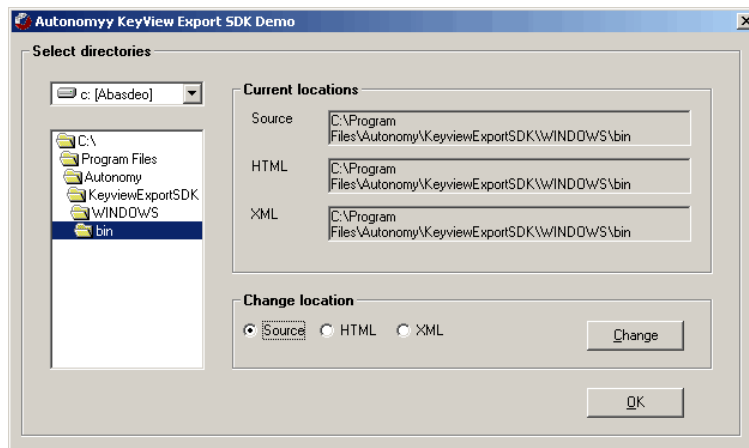 Autonomyy KeyView Export SDK Demo
Select directories
c: [Abasdeo]
C:\
Program Files
Autonomy
KeyviewExportSDK
WINDOWS
bin
Current locations
Source
C:\Program
Files\Autonomy\KeyviewExportSDK\WINDOWS\bin
HTML
C:\Program
Files\Autonomy\KeyviewExportSDK\WINDOWS\bin
XML
C:\Program
Files\Autonomy\KeyviewExportSDK\WINDOWS\bin
Change location
Source HTML XML
Change
OK